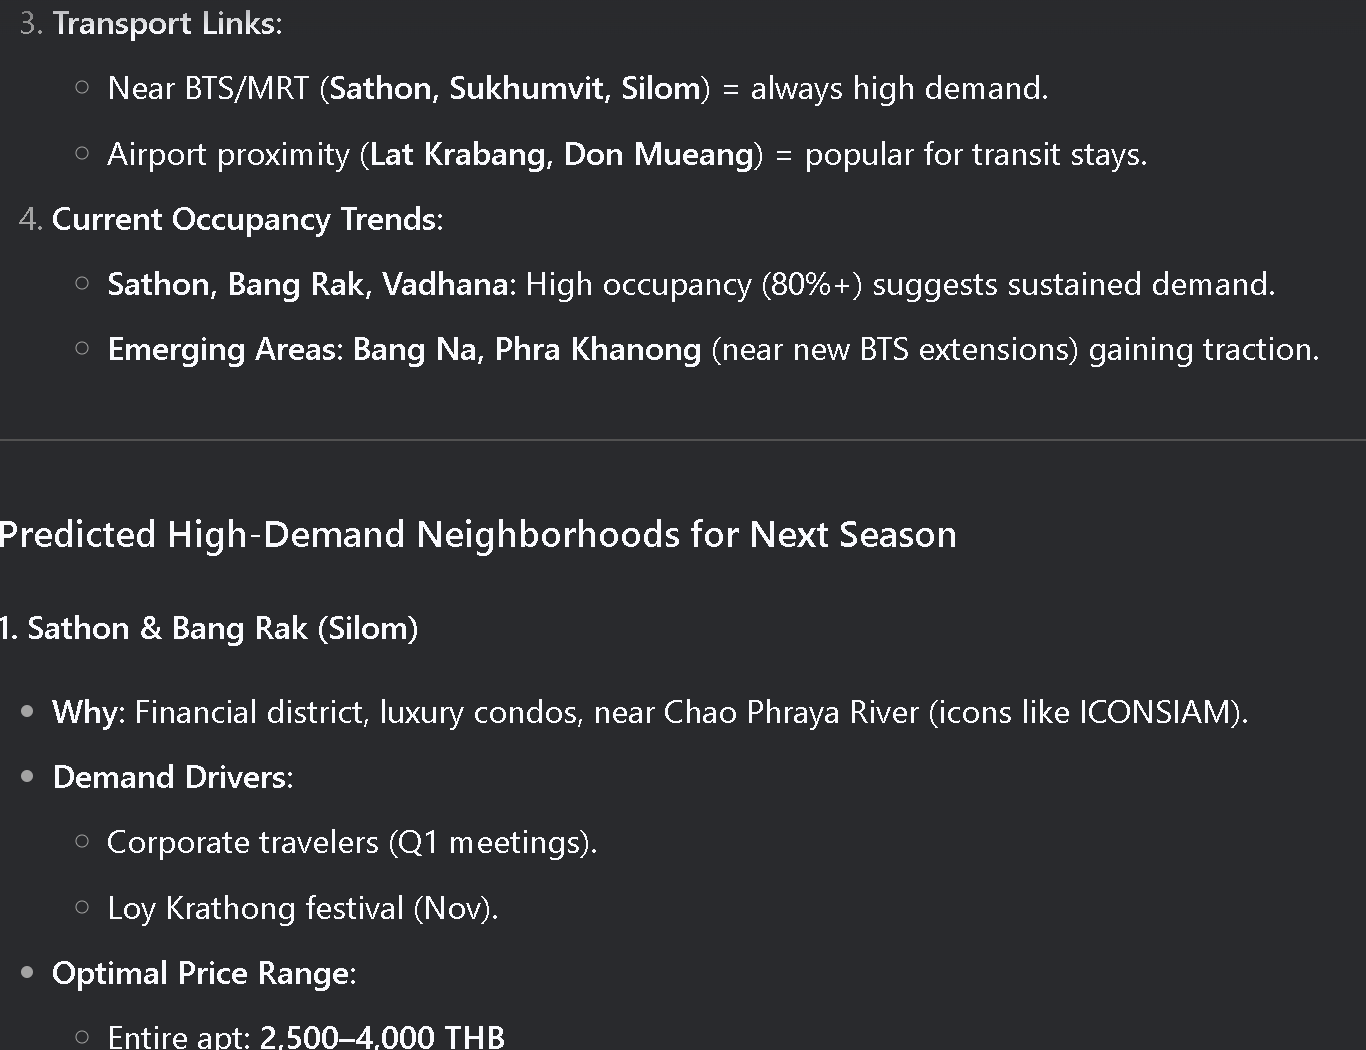 3. Transport Links:
○ Near BTS/MRT (Sathon, Sukhumvit, Silom) = always high demand.
○ Airport proximity (Lat Krabang, Don Mueang) = popular for transit stays.
4. Current Occupancy Trends:
○ Sathon, Bang Rak, Vadhana: High occupancy (80%+) suggests sustained demand.
○ Emerging Areas: Bang Na, Phra Khanong (near new BTS extensions) gaining traction.
Predicted High-Demand Neighborhoods for Next Season
1. Sathon & Bang Rak (Silom)
● Why: Financial district, luxury condos, near Chao Phraya River (icons like ICONSIAM).
● Demand Drivers:
○ Corporate travelers (Q1 meetings).
○ Loy Krathong festival (Nov).
● Optimal Price Range:
○ Entire apt: 2,500–4,000 THB